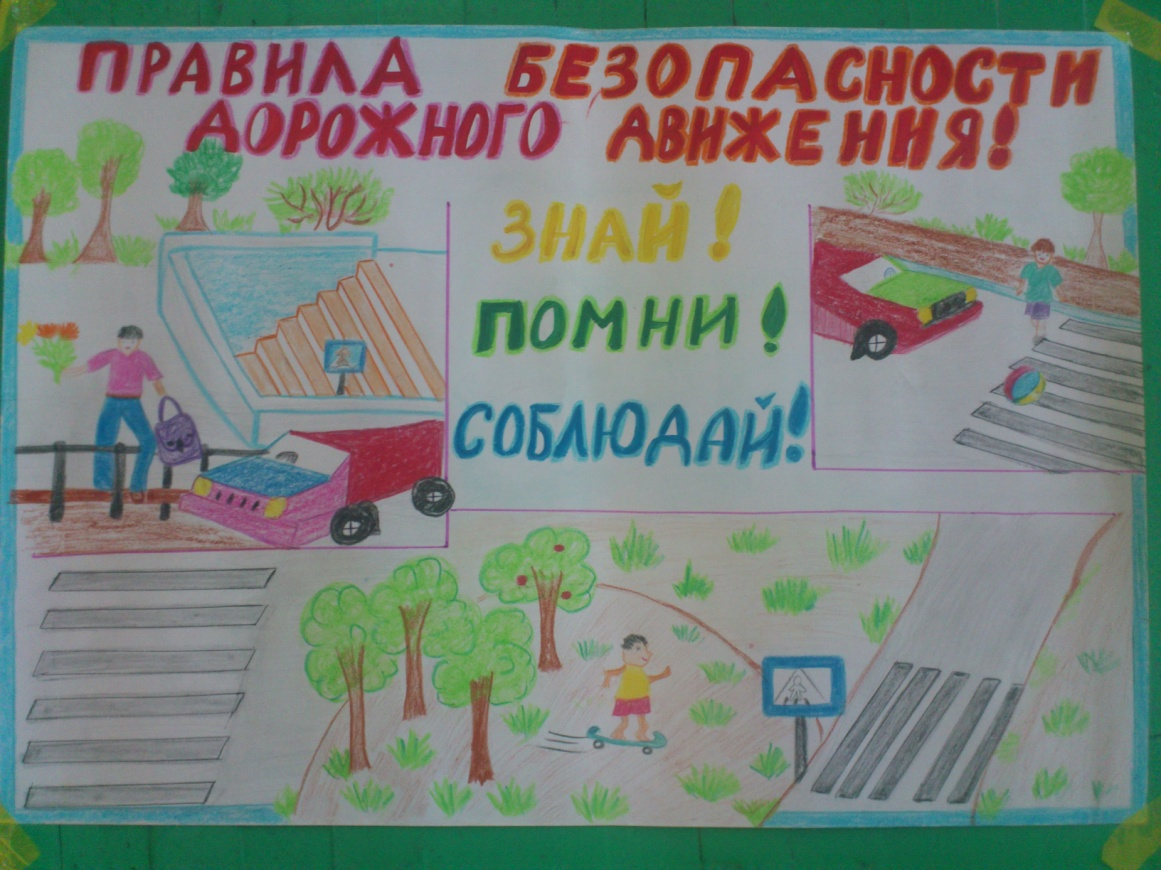 ПРАВИЛА БЕЗОПАСНОСТИ
ДОРОЖНОГО ДВИЖЕНИЯ!
ЗНАЙ!
ПОМНИ!
СОБЛЮДАЙ!